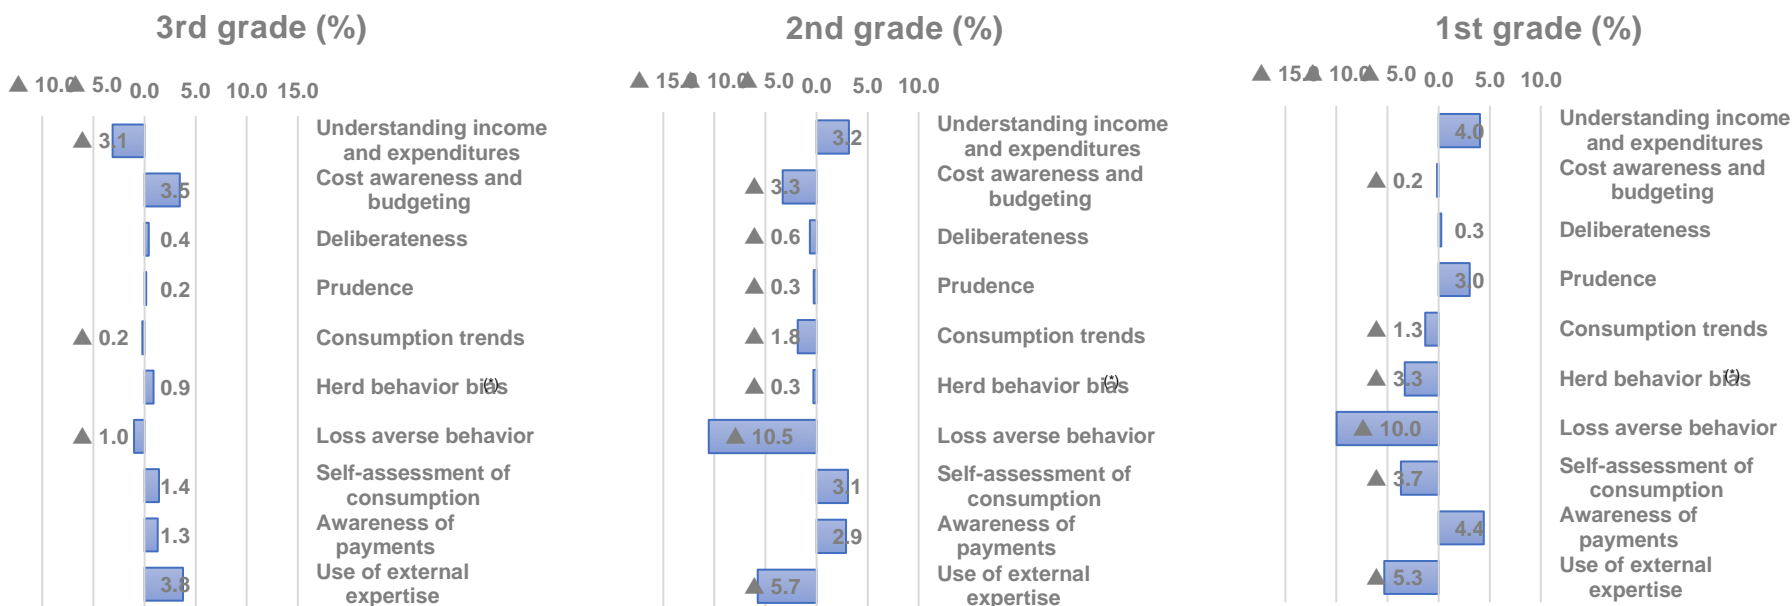 3rd grade (%)
▲ 10.0 ▲ 5.0 0.0 5.0 10.0 15.0
▲ 3.1
Understanding income
and expenditures
3.5
Cost awareness and
budgeting
0.4
Deliberateness
0.2
Prudence
▲ 0.2
Consumption trends
0.9
Herd behavior bias(*)
▲ 1.0
Loss averse behavior
1.4
Self-assessment of
consumption
1.3
Awareness of
payments
3.8
Use of external
expertise
2nd grade (%)
▲ 15.0 ▲ 10.0 ▲ 5.0 0.0 5.0 10.0
3.2
Understanding income
and expenditures
▲ 3.3
Cost awareness and
budgeting
▲ 0.6
Deliberateness
▲ 0.3
Prudence
▲ 1.8
Consumption trends
▲ 0.3
Herd behavior bias(*)
▲ 10.5
Loss averse behavior
3.1
Self-assessment of
consumption
2.9
Awareness of
payments
▲ 5.7
Use of external
expertise
1st grade (%)
▲ 15.0 ▲ 10.0 ▲ 5.0 0.0 5.0 10.0
4.0
Understanding income
and expenditures
▲ 0.2
Cost awareness and
budgeting
0.3
Deliberateness
3.0
Prudence
▲ 1.3
Consumption trends
▲ 3.3
Herd behavior bias(*)
▲ 10.0
Loss averse behavior
▲ 3.7
Self-assessment of
consumption
4.4
Awareness of
payments
▲ 5.3
Use of external
expertise